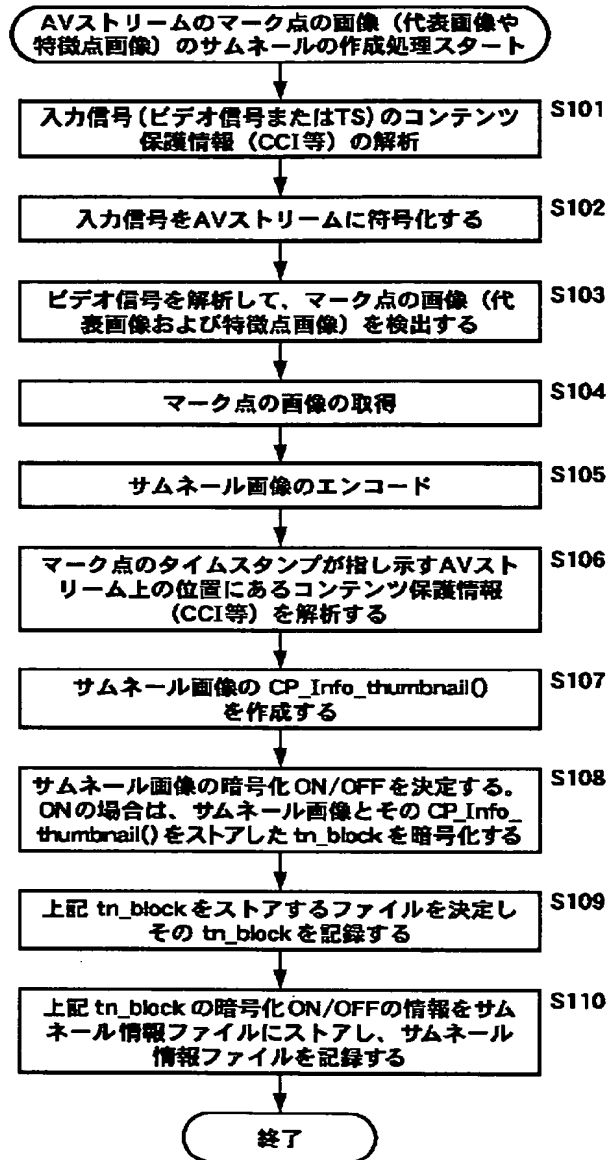 AVストリームのマーク点の画像（代表画像や
特徴点画像）のサムネールの作成処理スタート
入力信号（ビデオ信号またはTS）のコンテンツ
保護情報（CCI等）の解析
S101
入力信号をAVストリームに符号化する
S102
ビデオ信号を解析して、マーク点の画像（代
表画像および特徴点画像）を検出する
S103
マーク点の画像の取得
S104
サムネール画像のエンコード
S105
マーク点のタイムスタンプが指し示すAVスト
リーム上の位置にあるコンテンツ保護情報
（CCI等）を解析する
S106
サムネール画像の CP_Info_thumbnail()
を作成する
S107
サムネール画像の暗号化ON/OFFを決定する。
ONの場合は、サムネール画像とその CP_Info_
thumbnail()をストアした tn_block を暗号化する
S108
上記 tn_block をストアするファイルを決定し
その tn_block を記録する
S109
上記 tn_block の暗号化ON/OFFの情報をサム
ネール情報ファイルにストアし、サムネール
情報ファイルを記録する
S110
終了